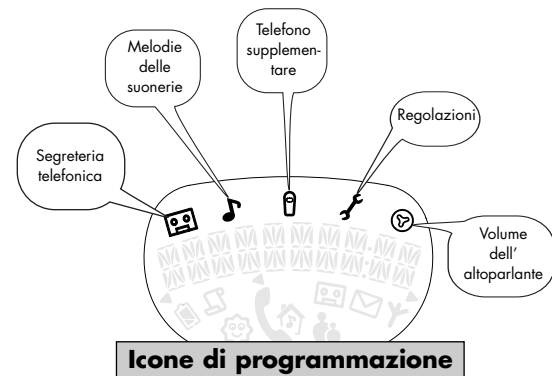 Segreteria
telefonica
Melodie
delle
suonerie
Telefono
supplemen-
tare
Regolazioni
Volume
dell’
altoparlante
Icone di programmazione